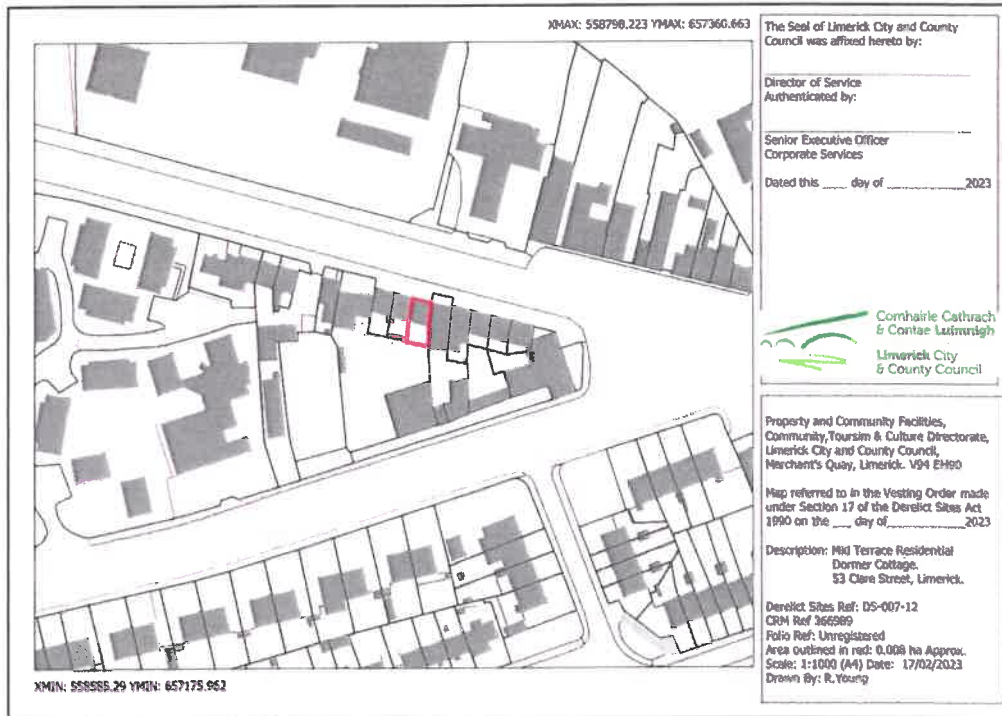 XMAX: 558798.223 YMAX: 657360.663
The Seal of Limerick City and County
Council was affixed hereto by:
Director of Service
Authenticated by:
Senior Executive Officer
Corporate Services
Dated this ____ day of ____________2023
Comhairle Cathrach
& Contae Luimnigh
Limerick City
& County Council
Property and Community Facilities,
Community,Toursim & Culture Directorate,
Limerick City and County Council,
Merchant's Quay, Limerick. V94 EH90
Map referred to in the Vesting Order made
under Section 17 of the Derelict Sites Act
1990 on the ____ day of____________2023
Description: Mid Terrace Residential
Dormer Cottage.
53 Clare Street, Limerick.
Derelict Sites Ref: DS-007-12
CRM Ref 366989
Folio Ref: Unregistered
Area outlined in red: 0.008 ha Approx.
Scale: 1:1000 (A4) Date: 17/02/2023
Drawn By: R.Young
XMIN: 558585.29 YMIN: 657175.962